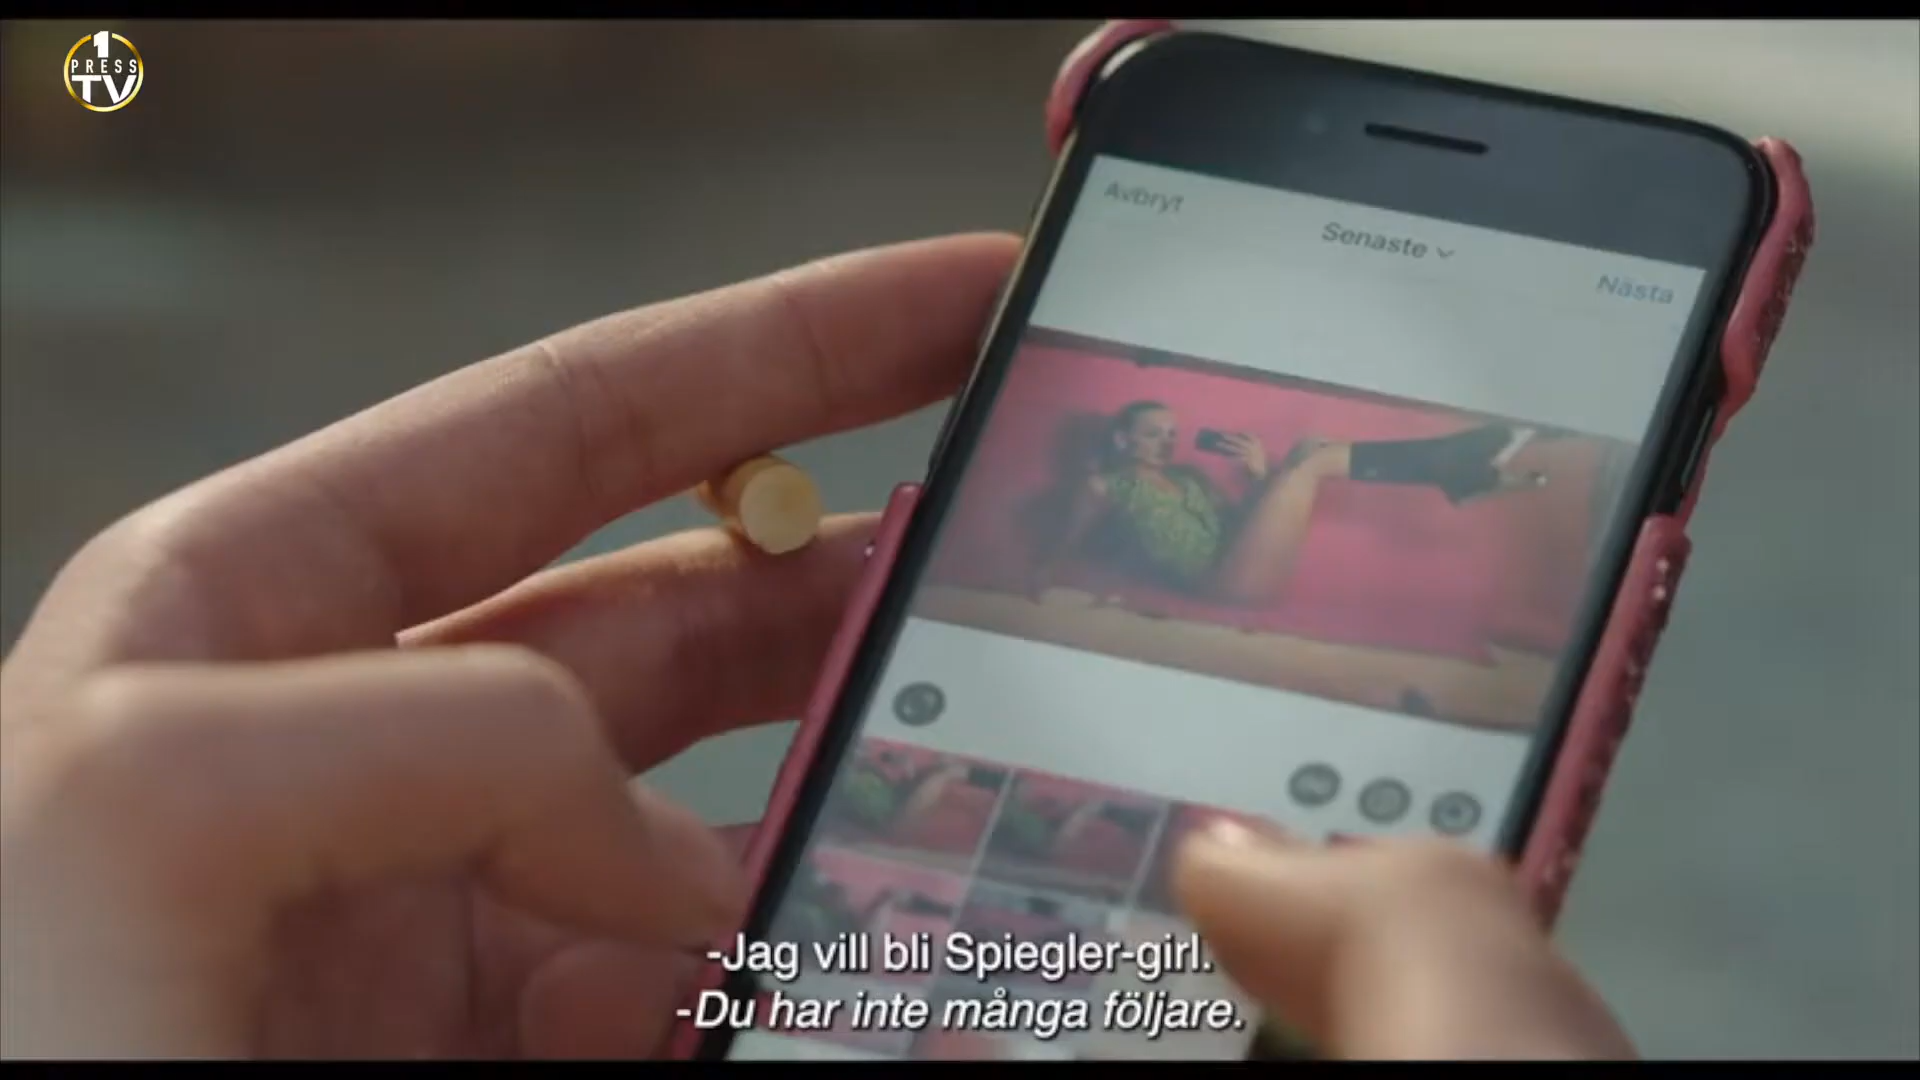 1
PRESS
TV
Avbryt
Senaste
Nästa
-Jag vill bli Spiegler-girl.
-Du har inte många följare.